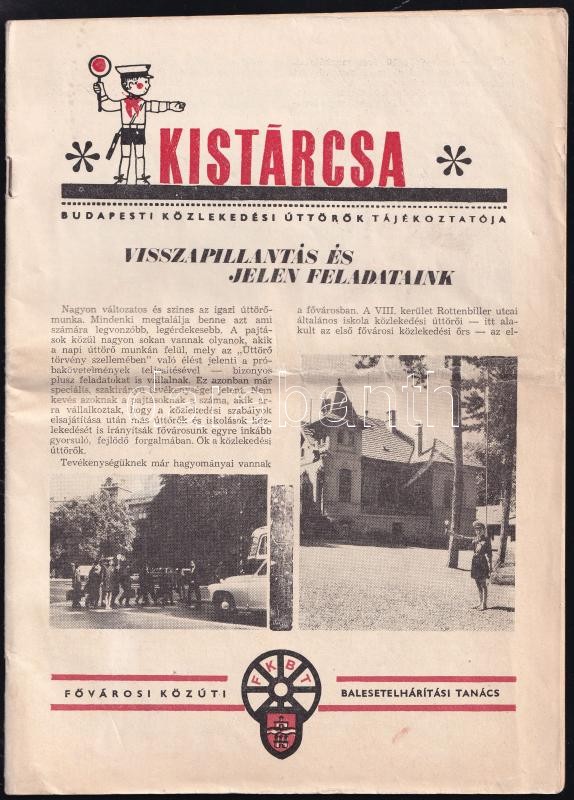 KISTÁRCSA
BUDAPESTI KÖZLEKEDÉSI ÚTTÖRŐK TÁJÉKOZTATÓJA
VISSZAPILLANTÁS ÉS
JELEN FELADATAINK
Nagyon változatos és szines az igazi úttörő-
munka. Mindenki megtalálja benne azt ami
számára legvonzóbb, legérdekesebb. A pajtá-
sok közül nagyon sokan vannak olyanok, akik
a napi úttörő munkán felül, mely az „Úttörő
törvény szellemében" való élést jelenti a pró-
bakövetelmények teljesítésével — bizonyos
plusz feladatokat is vállalnak. Ez azonban már
speciális, szakirányú tevékenységet jelent. Nem
kevés azoknak a pajtásoknak a száma, akik ar-
ra vállalkoztak, hogy a közlekedési szabályok
elsajátítása után más úttörők és iskolások köz-
lekedését is irányítsák fővárosunk egyre inkább
gyorsuló, fejlődő forgalmában. Ők a közlekedési
úttörők.
Tevékenységüknek már hagyományai vannak
a fővárosban. A VIII. kerület Rottenbiller utcai
általános iskola közlekedési úttörői — itt ala-
kult az első fővárosi közlekedési őrs — az el-
darabanth
FKBT
FŐVÁROSI KÖZÚTI
BALESETELHÁRÍTÁSI TANÁCS